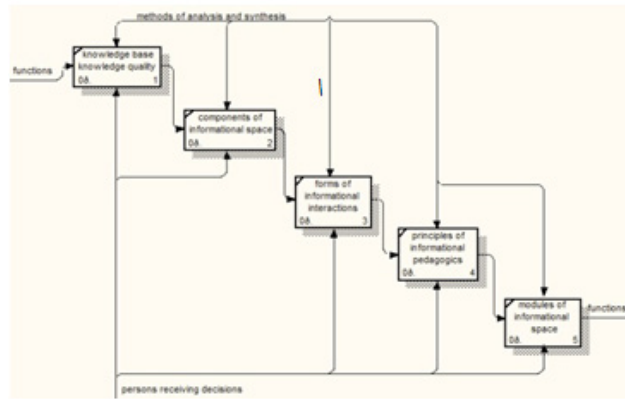 methods of analysis and synthesis
functions
knowledge base
knowledge quality
0ð. 1
components of
informational space
0ð. 2
forms of
informational
interactions
0ð. 3
principles of
informational
pedagogics
0ð. 4
modules of
informational
space
0ð. 5
functions
persons receiving decisions